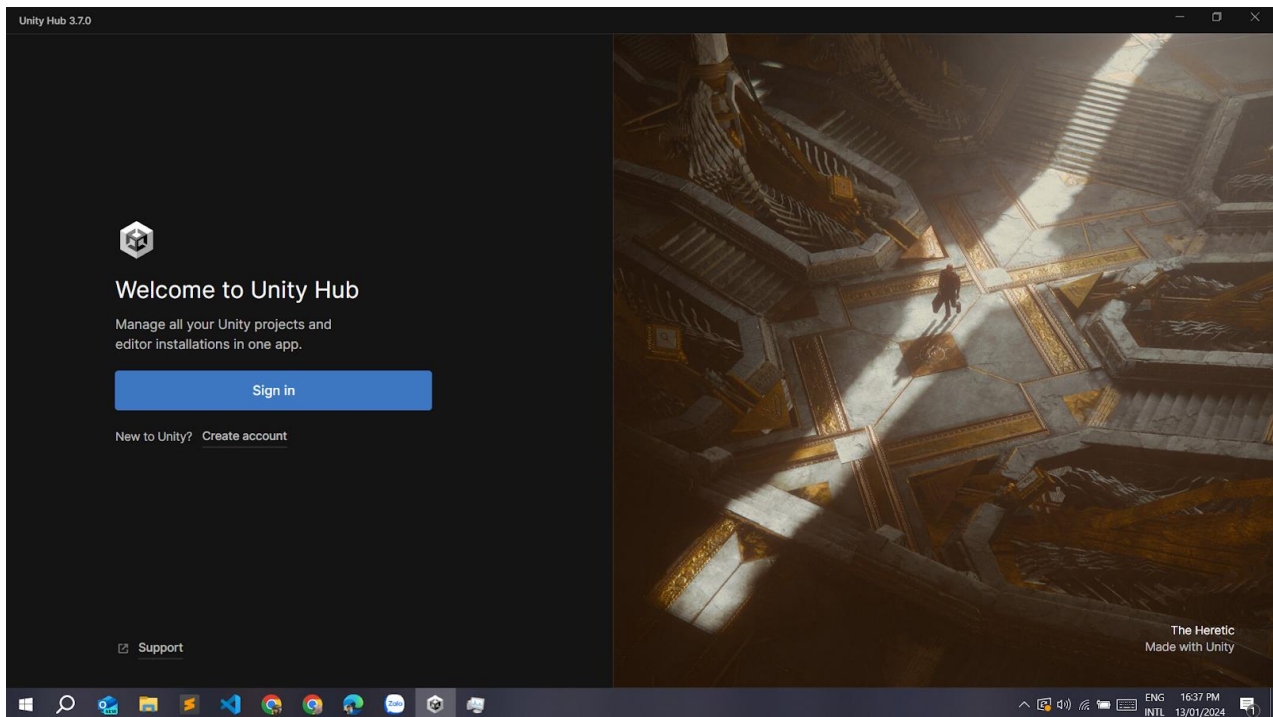 Unity Hub 3.7.0
Welcome to Unity Hub
Manage all your Unity projects and
editor installations in one app.
Sign in
New to Unity? Create account
Support
The Heretic
Made with Unity
Zalo
ENG 16:37 PM
INTL 13/01/2024
1